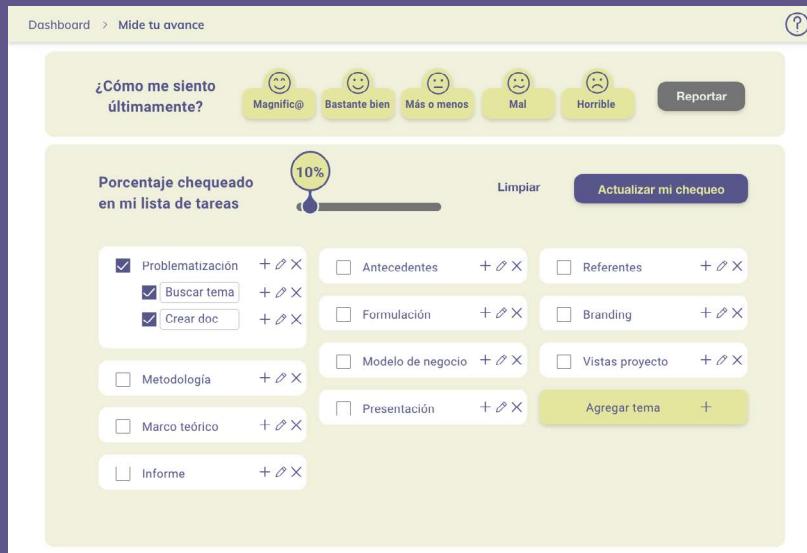 Dashboard > Mide tu avance
?
¿Cómo me siento
últimamente?
Magnific@
Bastante bien
Más o menos
Mal
Horrible
Reportar
Porcentaje chequeado
en mi lista de tareas
10%
Limpiar
Actualizar mi chequeo
Problematización
Buscar tema
Crear doc
Metodología
Marco teórico
Informe
Antecedentes
Formulación
Modelo de negocio
Presentación
Referentes
Branding
Vistas proyecto
Agregar tema +